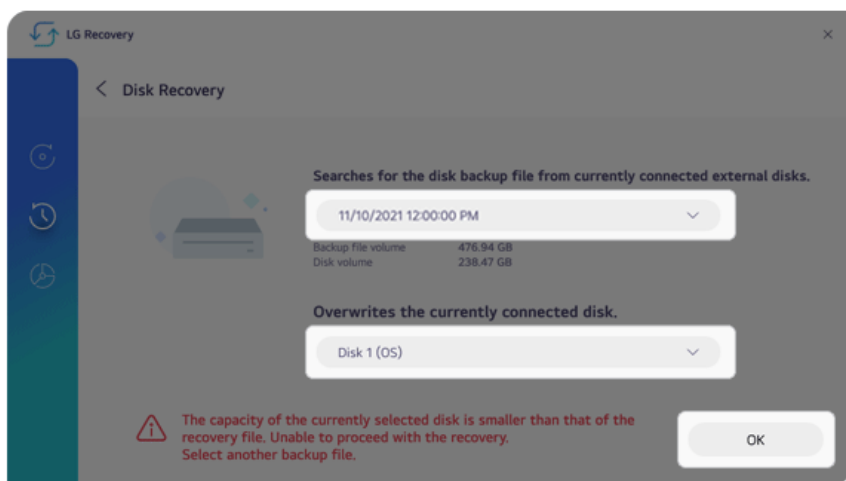 LG Recovery
Disk Recovery
Searches for the disk backup file from currently connected external disks.
11/10/2021 12:00:00 PM
Backup file volume 476.94 GB
Disk volume 238.47 GB
Overwrites the currently connected disk.
Disk 1 (OS)
The capacity of the currently selected disk is smaller than that of the
recovery file. Unable to proceed with the recovery.
Select another backup file.
OK